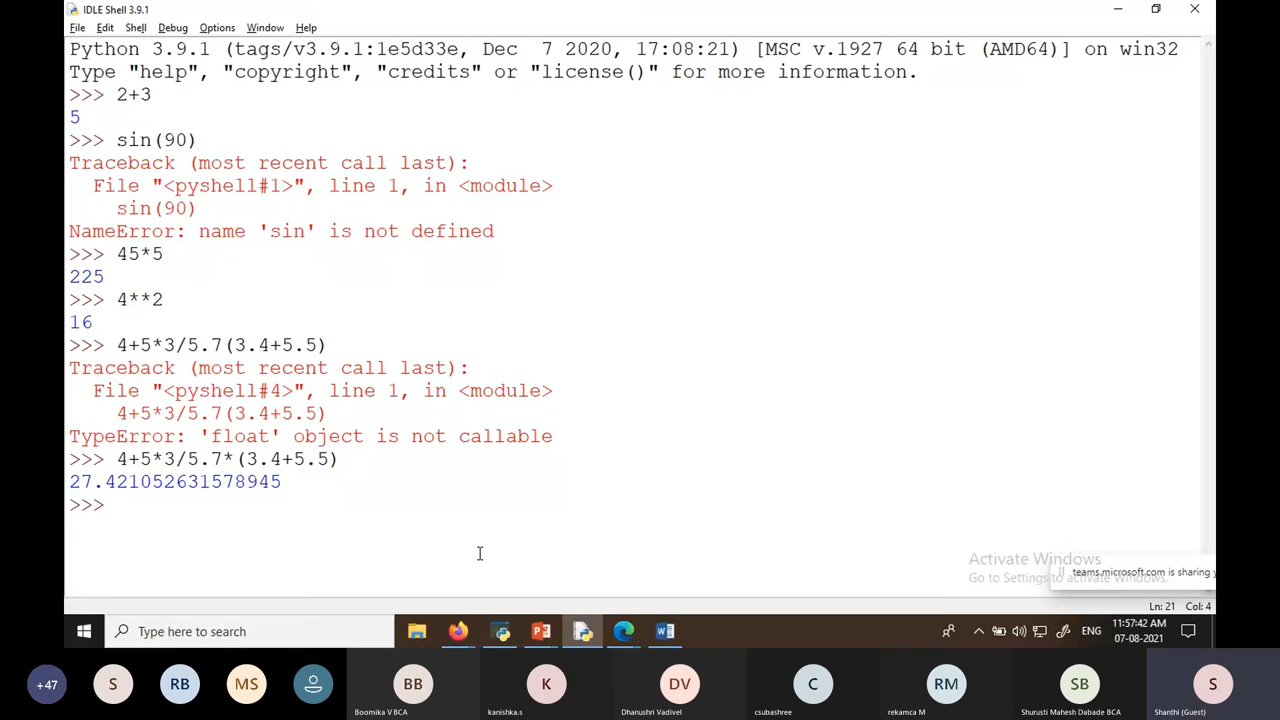 IDLE Shell 3.9.1
File Edit Shell Debug Options Window Help
Python 3.9.1 (tags/v3.9.1:1e5d33e, Dec  7 2020, 17:08:21) [MSC v.1927 64 bit (AMD64)] on win32
Type "help", "copyright", "credits" or "license()" for more information.
>>> 2+3
5
>>> sin(90)
Traceback (most recent call last):
  File "<pyshell#1>", line 1, in <module>
    sin(90)
NameError: name 'sin' is not defined
>>> 45*5
225
>>> 4**2
16
>>> 4+5*3/5.7(3.4+5.5)
Traceback (most recent call last):
  File "<pyshell#4>", line 1, in <module>
    4+5*3/5.7(3.4+5.5)
TypeError: 'float' object is not callable
>>> 4+5*3/5.7*(3.4+5.5)
27.421052631578945
>>>
Activate Windows
Go to Settings to activate Windows.
teams.microsoft.com is sharing y
Ln: 21 Col: 4
Type here to search
ENG
11:57:42 AM
07-08-2021
+47 S RB MS BB K DV C RM SB S
Boomika V BCA kanishka.s Dhanushri Vadivel csubashree rekamca M Shurusti Mahesh Dabade BCA Shanthi (Guest)